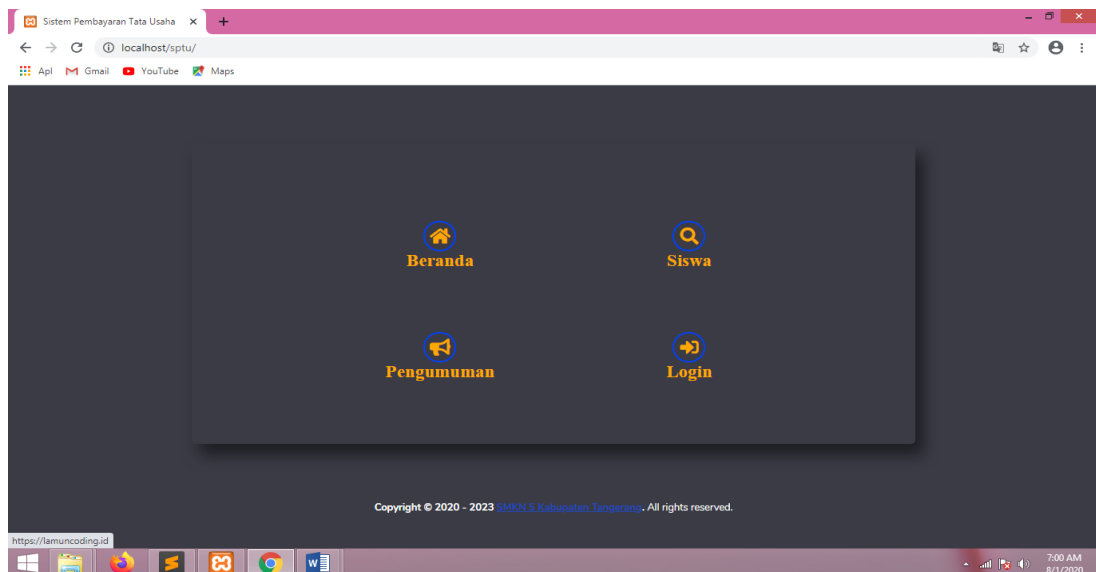 Sistem Pembayaran Tata Usaha
localhost/sptu/
Apl Gmail YouTube Maps
Beranda
Siswa
Pengumuman
Login
Copyright © 2020 - 2023 SMKN 5 Kabupaten Tangerang. All rights reserved.
https://lamuncoding.id
7:00 AM
8/1/2020